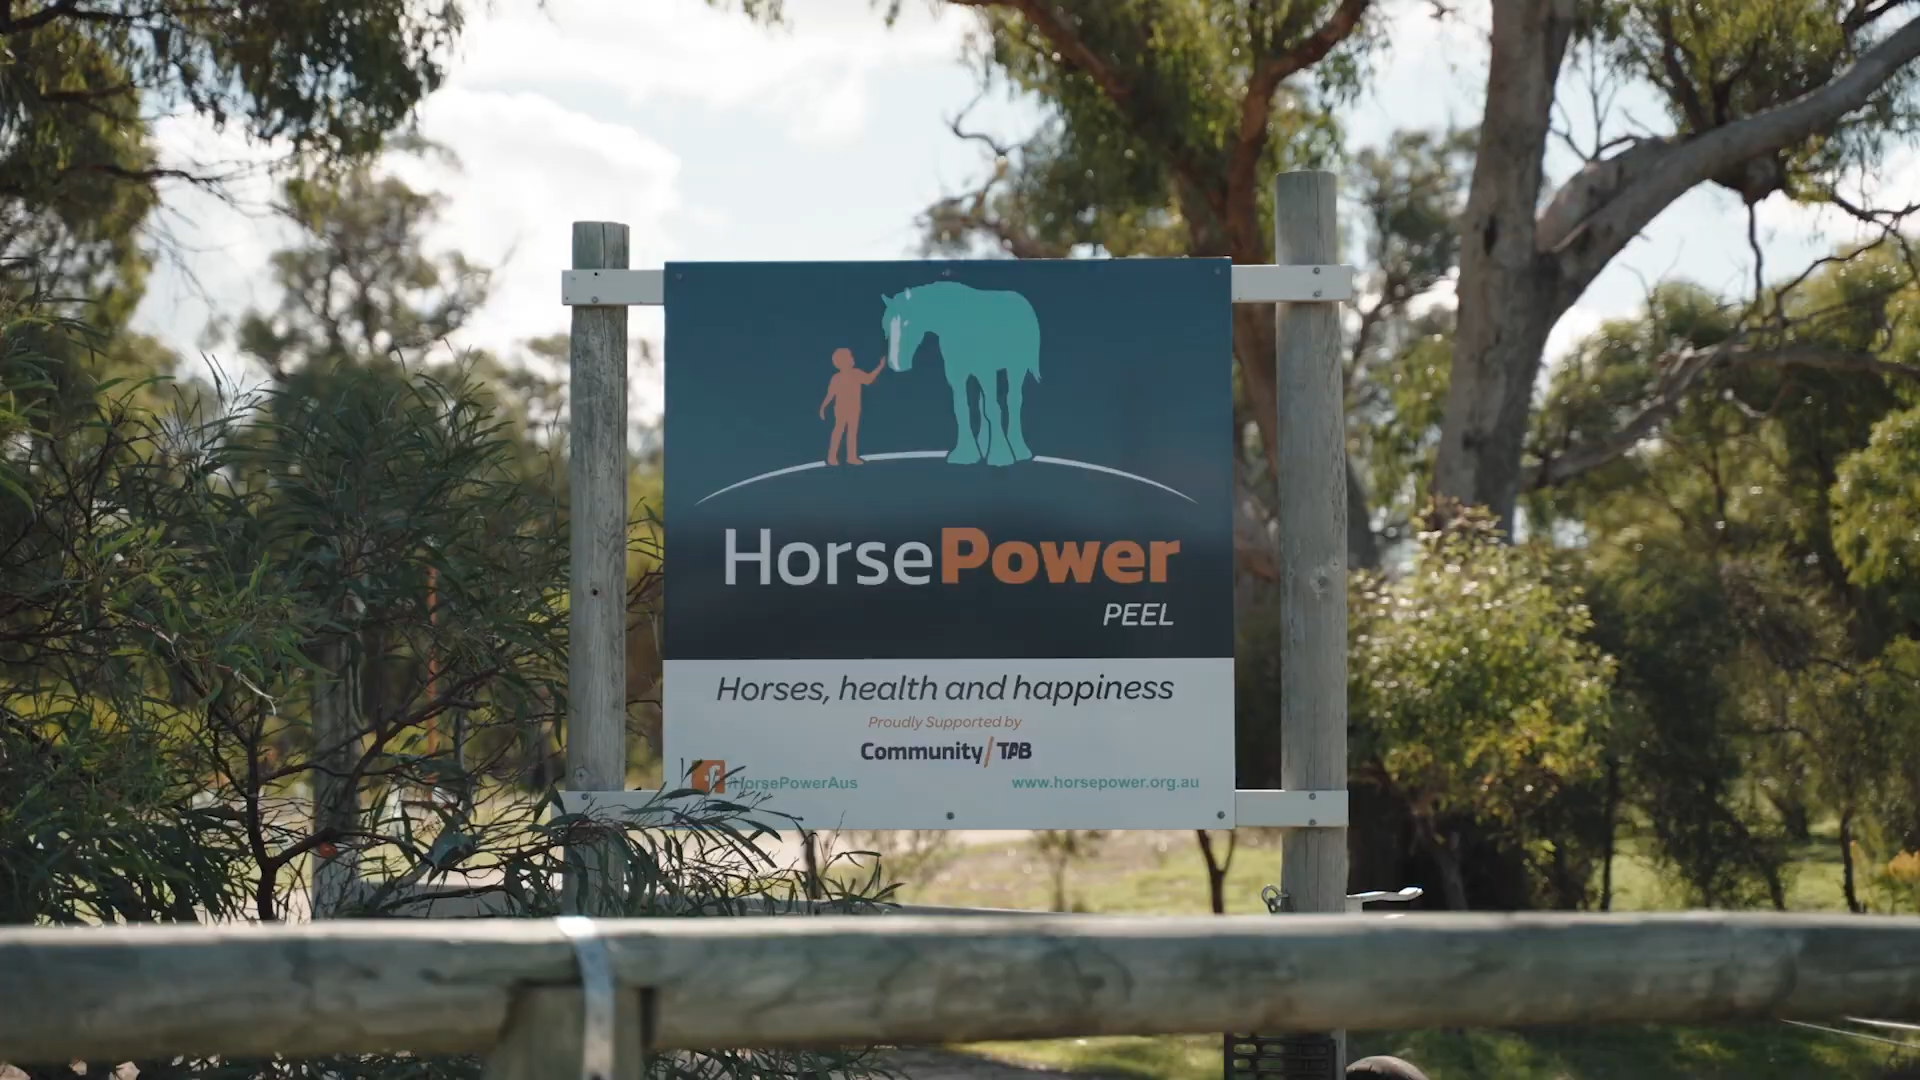 HorsePower
PEEL
Horses, health and happiness
Proudly Supported by
Community/TAB
f /HorsePowerAus
www.horsepower.org.au